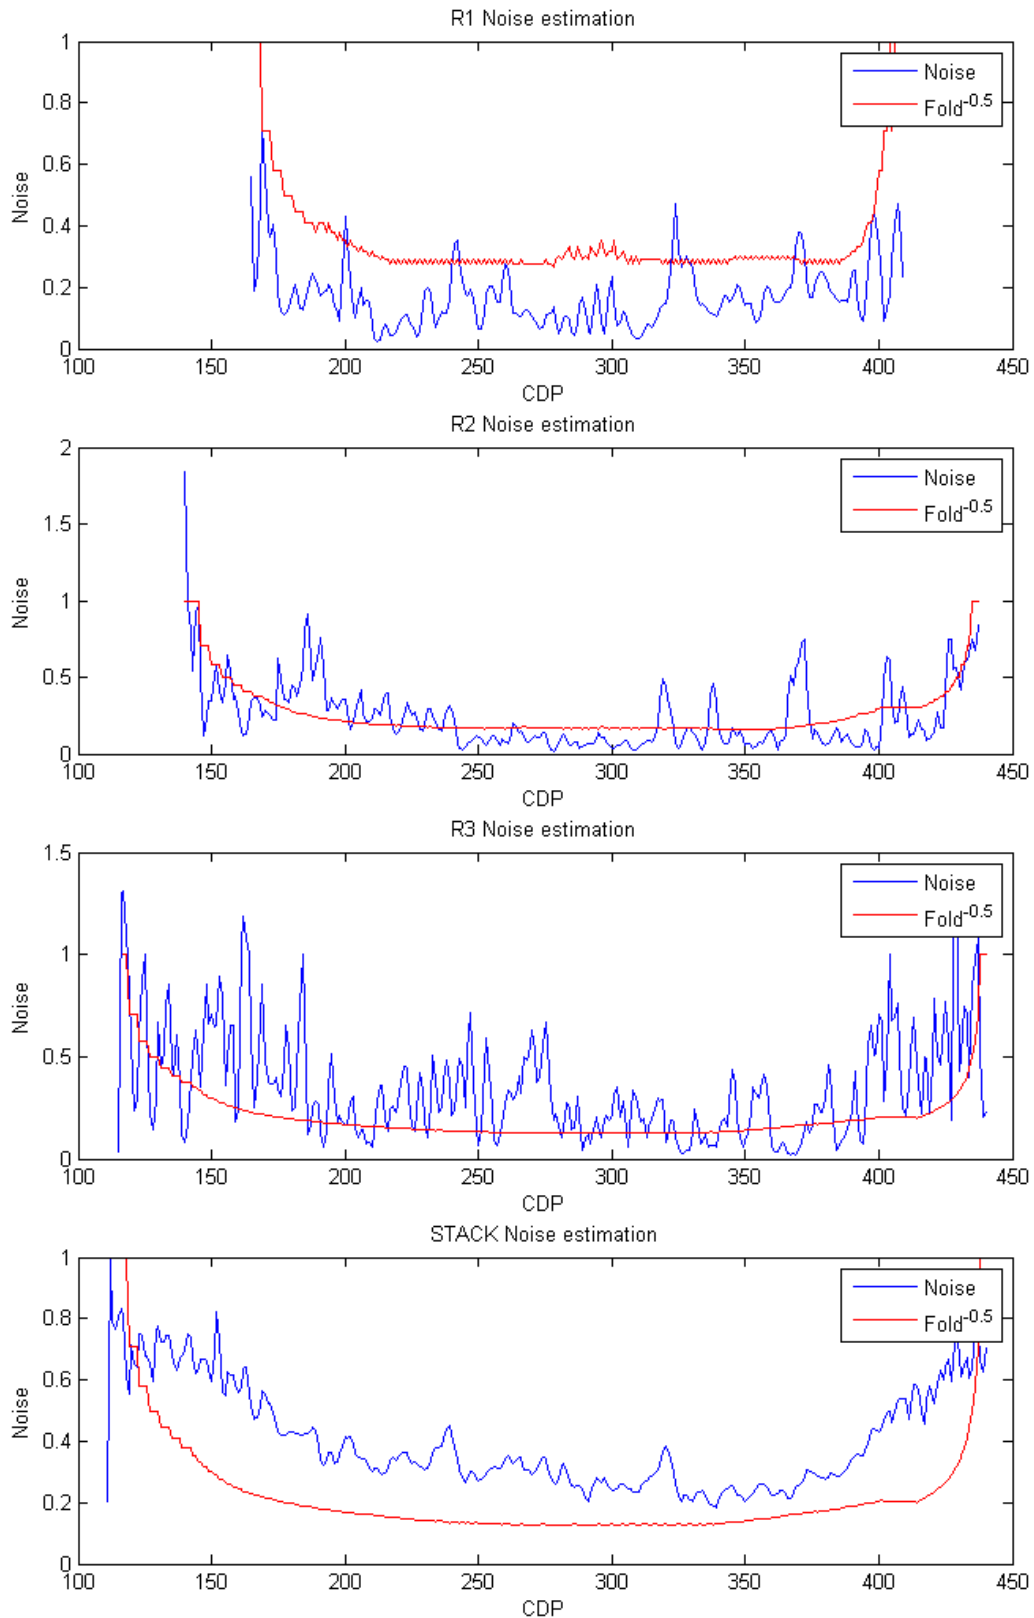 R1 Noise estimation
1
0.8
0.6
0.4
0.2
0
Noise
Noise
Fold^-0.5
100 150 200 250 300 350 400 450
CDP
R2 Noise estimation
2
1.5
1
0.5
0
Noise
Noise
Fold^-0.5
100 150 200 250 300 350 400 450
CDP
R3 Noise estimation
1.5
1
0.5
0
Noise
Noise
Fold^-0.5
100 150 200 250 300 350 400 450
CDP
STACK Noise estimation
1
0.8
0.6
0.4
0.2
0
Noise
Noise
Fold^-0.5
100 150 200 250 300 350 400 450
CDP